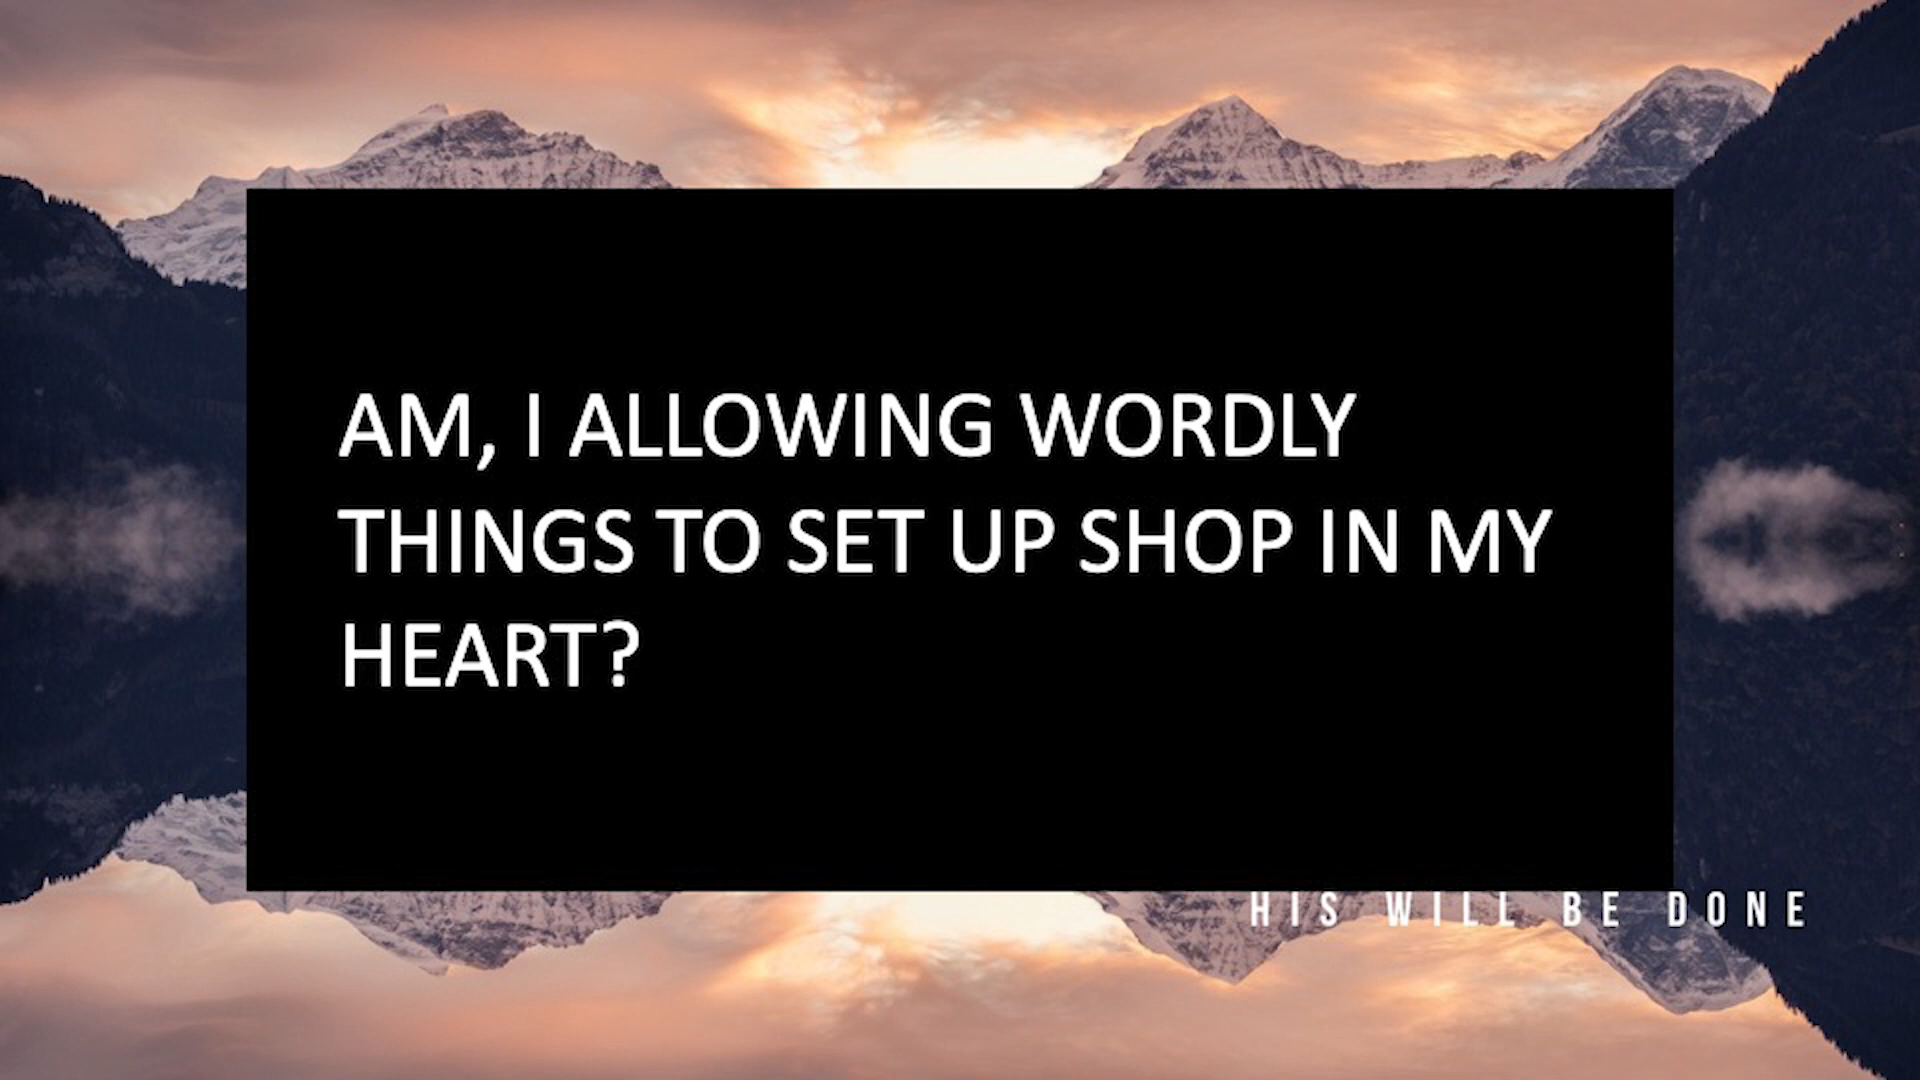 AM, I ALLOWING WORDLY
THINGS TO SET UP SHOP IN MY
HEART?
HIS WILL BE DONE